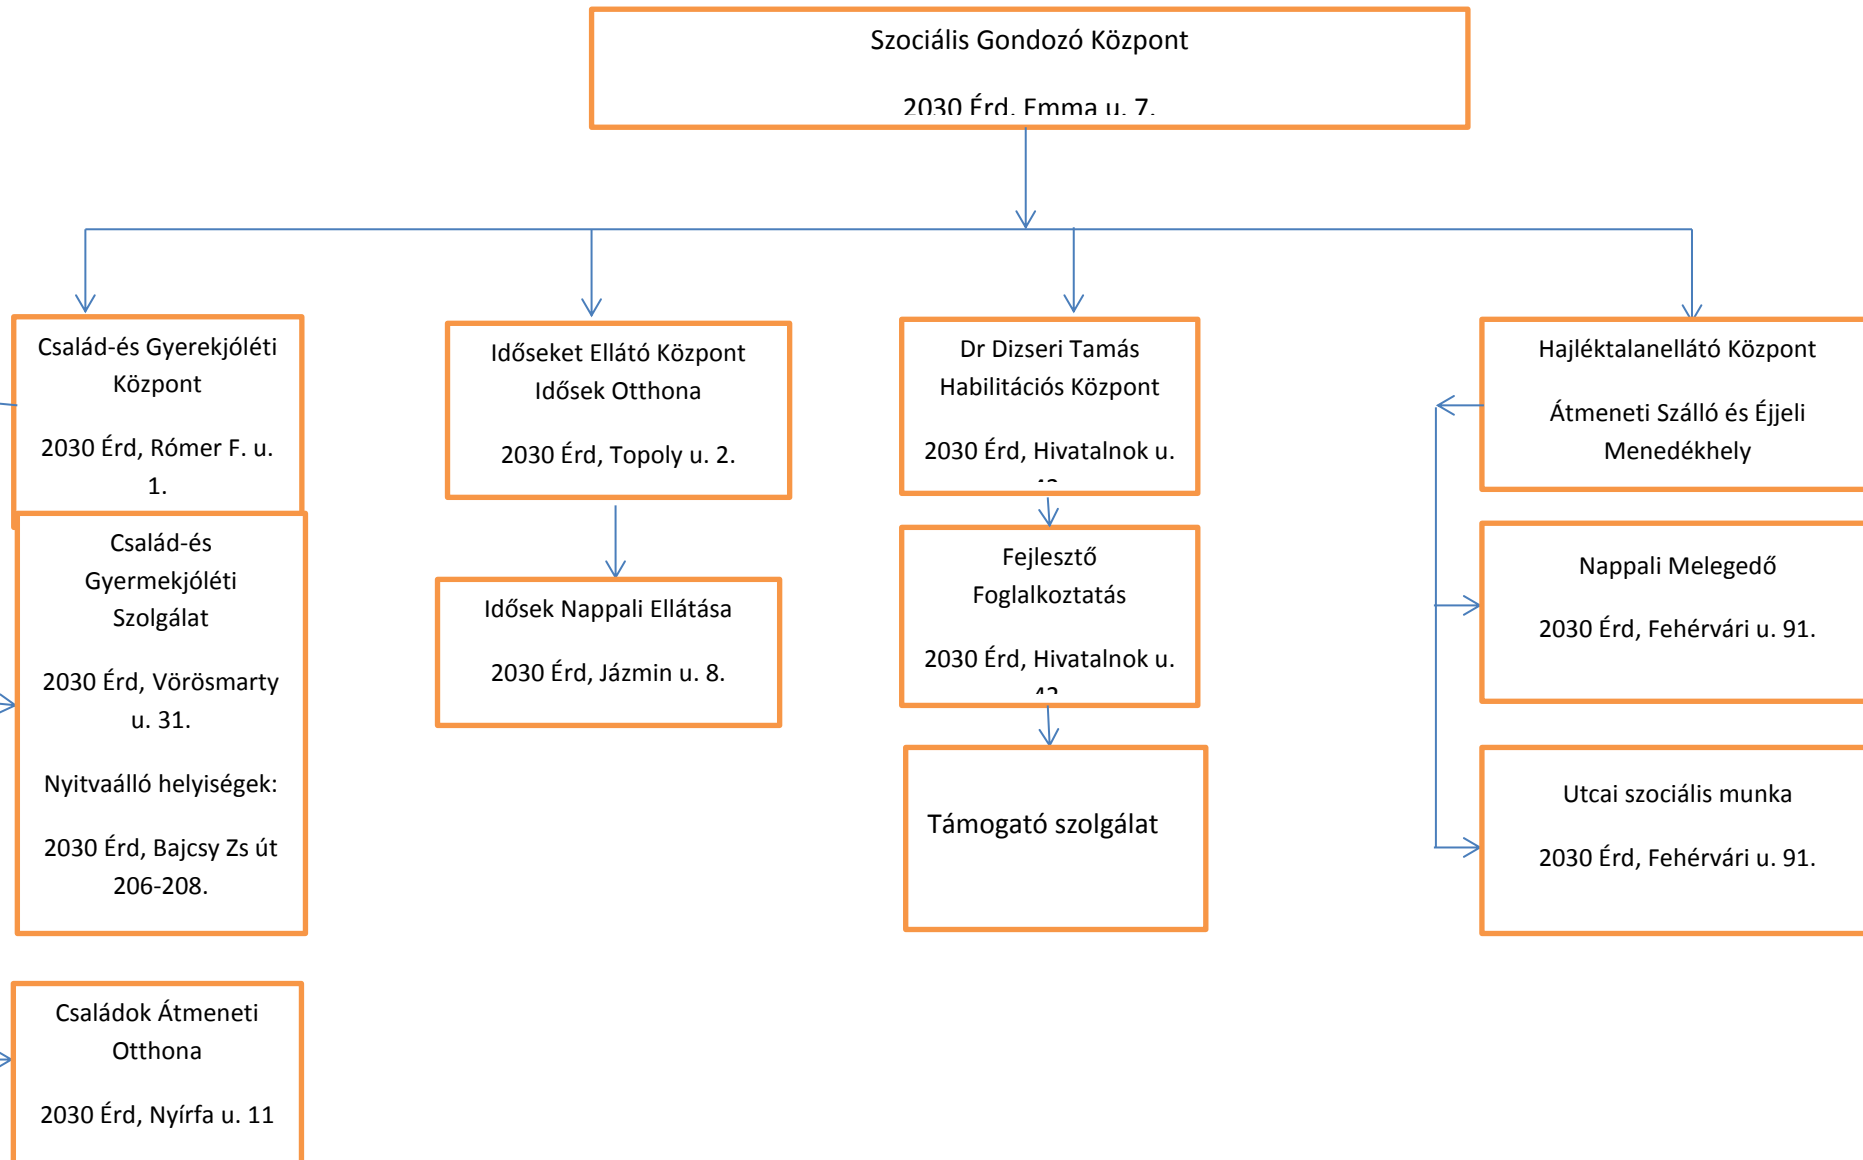 Szociális Gondozó Központ
2030 Érd, Emma u. 7.
Család-és Gyerekjóléti
Központ
2030 Érd, Rómer F. u.
1.
Család-és
Gyermekjóléti
Szolgálat
2030 Érd, Vörösmarty
u. 31.
Nyitvaálló helyiségek:
2030 Érd, Bajcsy Zs út
206-208.
Családok Átmeneti
Otthona
2030 Érd, Nyírfa u. 11
Időseket Ellátó Központ
Idősek Otthona
2030 Érd, Topoly u. 2.
Idősek Nappali Ellátása
2030 Érd, Jázmin u. 8.
Dr Dizseri Tamás
Habilitációs Központ
2030 Érd, Hivatalnok u.
Fejlesztő
Foglalkoztatás
2030 Érd, Hivatalnok u.
Támogató szolgálat
Hajléktalanellátó Központ
Átmeneti Szálló és Éjjeli
Menedékhely
Nappali Melegedő
2030 Érd, Fehérvári u. 91.
Utcai szociális munka
2030 Érd, Fehérvári u. 91.